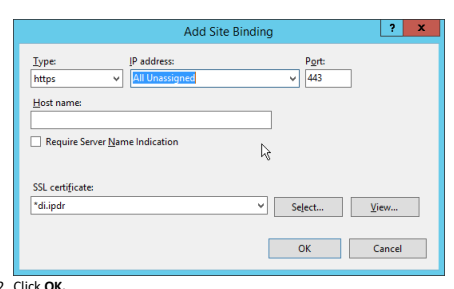 Add Site Binding
?
x
Type:
IP address:
Port:
https
All Unassigned
443
Host name:
Require Server Name Indication
SSL certificate:
*di.ipdr
Select...
View...
OK
Cancel
Click OK.